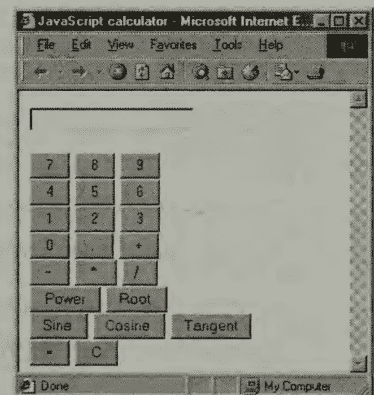 JavaScript calculator - Microsoft Internet E...
File Edit View Favorites Tools Help
7 8 9
4 5 6
1 2 3
0 . +
- * /
Power Root
Sine Cosine Tangent
= C
Done My Computer